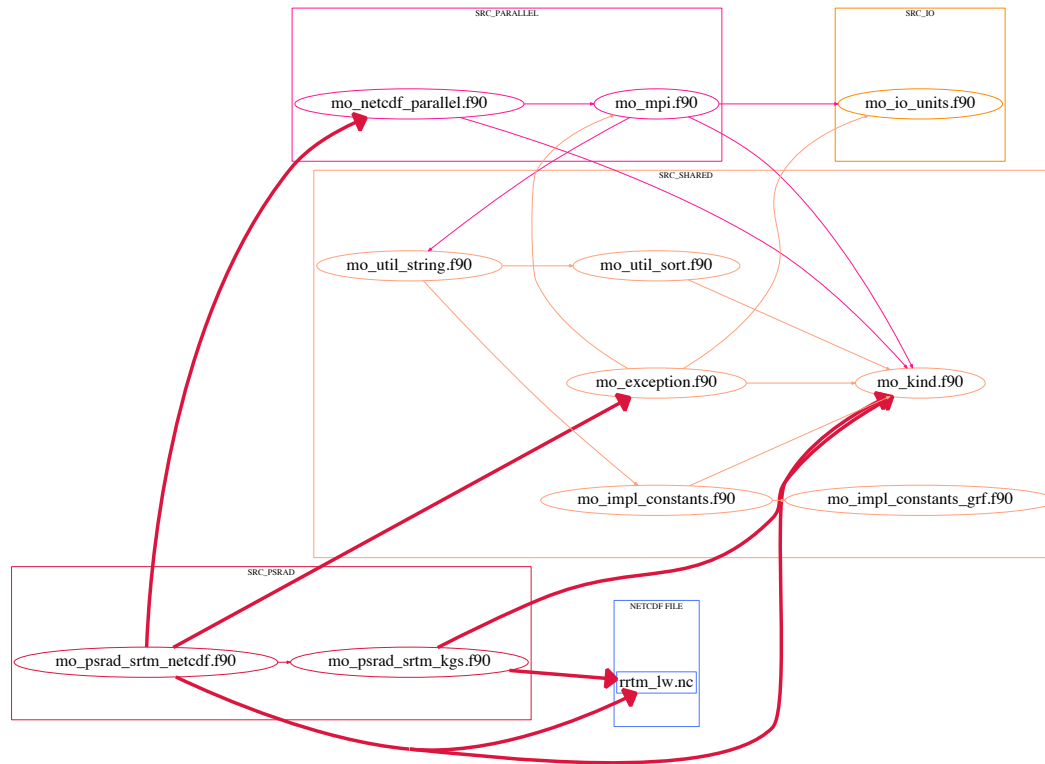 SRC_PARALLEL
SRC_IO
mo_netcdf_parallel.f90
mo_mpi.f90
mo_io_units.f90
SRC_SHARED
mo_util_string.f90
mo_util_sort.f90
mo_exception.f90
mo_kind.f90
mo_impl_constants.f90
mo_impl_constants_grf.f90
SRC_PSRAD
NETCDF FILE
mo_psrad_srtm_netcdf.f90
mo_psrad_srtm_kgs.f90
rrtm_lw.nc